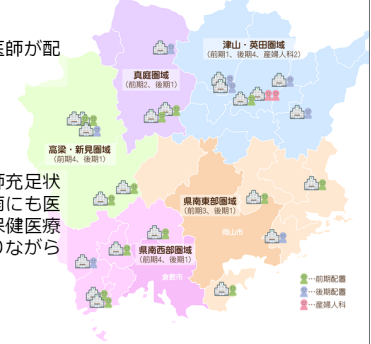 医師が配
津山・英田圏域
（前期1、後期4、産婦人科2）
真庭圏域
（前期2、後期1）
高梁・新見圏域
（前期4、後期1）
師充足状
南にも医
保健医療
りながら
県南東部圏域
（前期3、後期1）
岡山市
県南西部圏域
（前期4、後期1）
倉敷市
…前期配置
…後期配置
…産婦人科